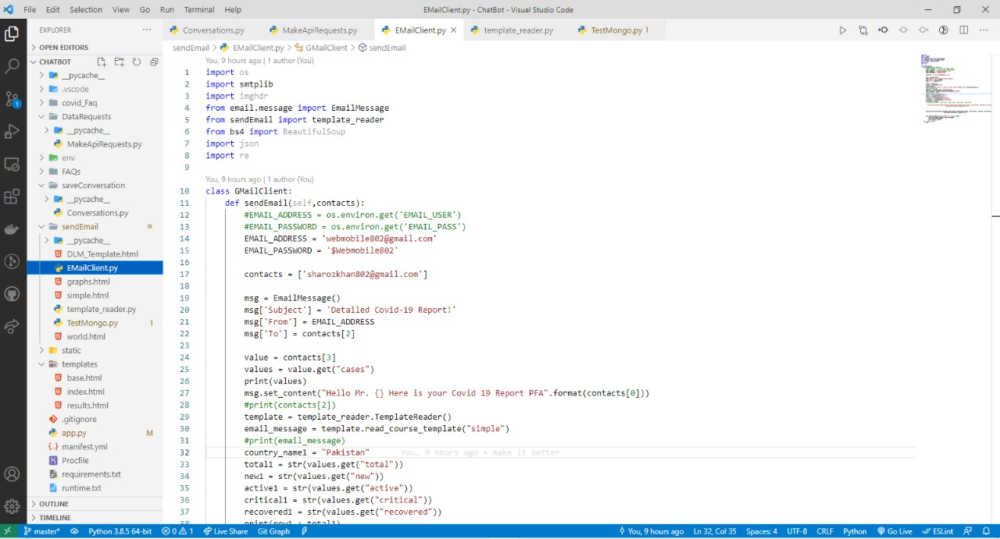 File Edit Selection View Go Run Terminal Help EMailClient.py - ChatBot - Visual Studio Code
EXPLORER
Conversations.py MakeApiRequests.py EMailClient.py template_reader.py TestMongo.py 1
OPEN EDITORS
sendEmail > EMailClient.py > GMailClient > sendEmail
CHATBOT
__pycache__
.vscode
covid_Faq
DataRequests
__pycache__
MakeApiRequests.py
env
FAQs
saveConversation
__pycache__
Conversations.py
sendEmail
__pycache__
DLM_Template.html
EMailClient.py
graphs.html
simple.html
template_reader.py
TestMongo.py 1
world.html
static
templates
base.html
index.html
results.html
.gitignore
app.py M
manifest.yml
Procfile
requirements.txt
runtime.txt
OUTLINE
TIMELINE
You, 9 hours ago | 1 author (You)
1 import os
2 import smtplib
3 import imghdr
4 from email.message import EmailMessage
5 from sendEmail import template_reader
6 from bs4 import BeautifulSoup
7 import json
8 import re
9
You, 9 hours ago | 1 author (You)
10 class GMailClient:
11 def sendEmail(self,contacts):
12 #EMAIL_ADDRESS = os.environ.get('EMAIL_USER')
13 #EMAIL_PASSWORD = os.environ.get('EMAIL_PASS')
14 EMAIL_ADDRESS = 'webmobile802@gmail.com'
15 EMAIL_PASSWORD = '$Webmobile802'
16
17 contacts = ['sharozkhan802@gmail.com']
18
19 msg = EmailMessage()
20 msg['Subject'] = 'Detailed Covid-19 Report!'
21 msg['From'] = EMAIL_ADDRESS
22 msg['To'] = contacts[2]
23
24 value = contacts[3]
25 values = value.get("cases")
26 print(values)
27 msg.set_content("Hello Mr. {} Here is your Covid 19 Report PFA".format(contacts[0]))
28 #print(contacts[2])
29 template = template_reader.TemplateReader()
30 email_message = template.read_course_template("simple")
31 #print(email_message)
32 country_name1 = "Pakistan" You, 9 hours ago • make it better
33 total1 = str(values.get("total"))
34 new1 = str(values.get("new"))
35 active1 = str(values.get("active"))
36 critical1 = str(values.get("critical"))
37 recovered1 = str(values.get("recovered"))
38 print(new1 + total1)
1
master* Python 3.8.5 64-bit 0 1 Live Share Git Graph You, 9 hours ago Ln 32, Col 35 Spaces: 4 UTF-8 CRLF Python Go Live ESLint